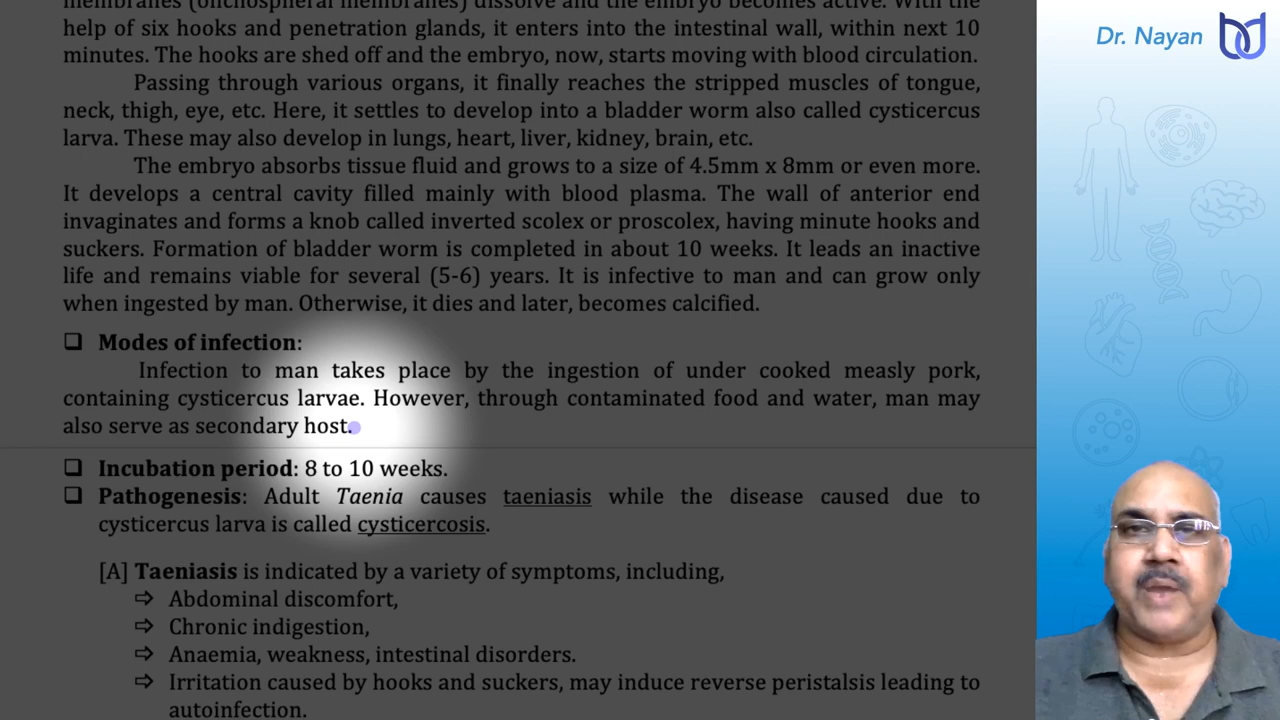 membranes (onchospheral membranes) dissolve and the embryo becomes active. With the
help of six hooks and penetration glands, it enters into the intestinal wall, within next 10
minutes. The hooks are shed off and the embryo, now, starts moving with blood circulation.
Passing through various organs, it finally reaches the stripped muscles of tongue,
neck, thigh, eye, etc. Here, it settles to develop into a bladder worm also called cysticercus
larva. These may also develop in lungs, heart, liver, kidney, brain, etc.
The embryo absorbs tissue fluid and grows to a size of 4.5mm x 8mm or even more.
It develops a central cavity filled mainly with blood plasma. The wall of anterior end
invaginates and forms a knob called inverted scolex or proscolex, having minute hooks and
suckers. Formation of bladder worm is completed in about 10 weeks. It leads an inactive
life and remains viable for several (5-6) years. It is infective to man and can grow only
when ingested by man. Otherwise, it dies and later, becomes calcified.
❑ Modes of infection:
Infection to man takes place by the ingestion of under cooked measly pork,
containing cysticercus larvae. However, through contaminated food and water, man may
also serve as secondary host.
❑ Incubation period: 8 to 10 weeks.
❑ Pathogenesis: Adult Taenia causes taeniasis while the disease caused due to
cysticercus larva is called cysticercosis.
[A] Taeniasis is indicated by a variety of symptoms, including,
⇨ Abdominal discomfort,
⇨ Chronic indigestion,
⇨ Anaemia, weakness, intestinal disorders.
⇨ Irritation caused by hooks and suckers, may induce reverse peristalsis leading to
autoinfection.
Dr. Nayan